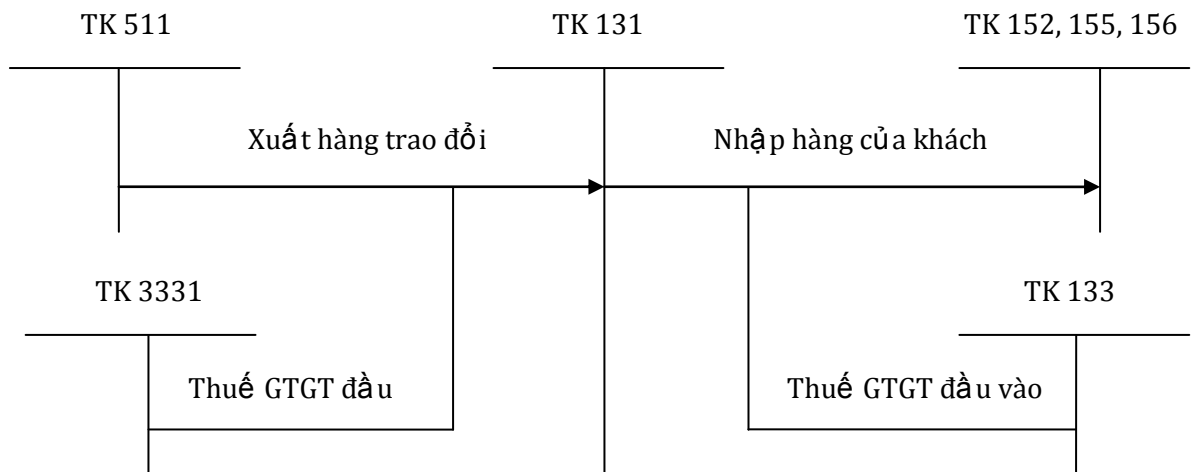 TK 511
TK 131
TK 152, 155, 156
Xuất hàng trao đổi
Nhập hàng của khách
TK 3331
TK 133
Thuế GTGT đầu
Thuế GTGT đầu vào